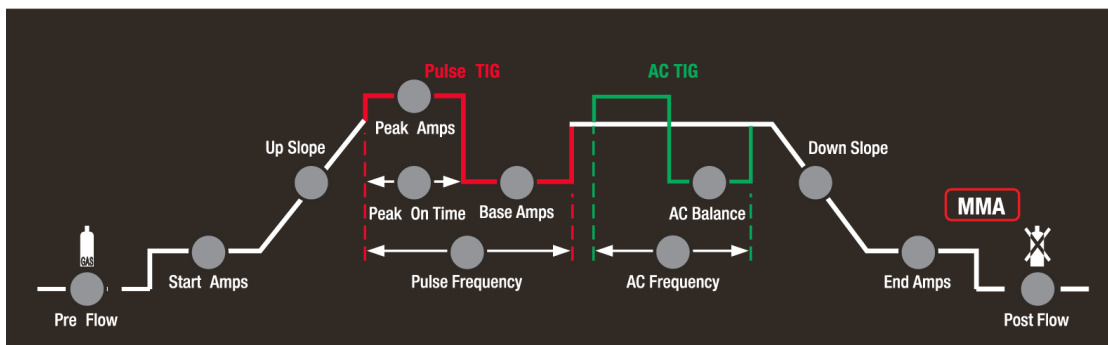 Pulse TIG
AC TIG
Peak Amps
Up Slope
Down Slope
Peak On Time
Base Amps
AC Balance
MMA
GAS
Start Amps
Pulse Frequency
AC Frequency
End Amps
Pre Flow
Post Flow